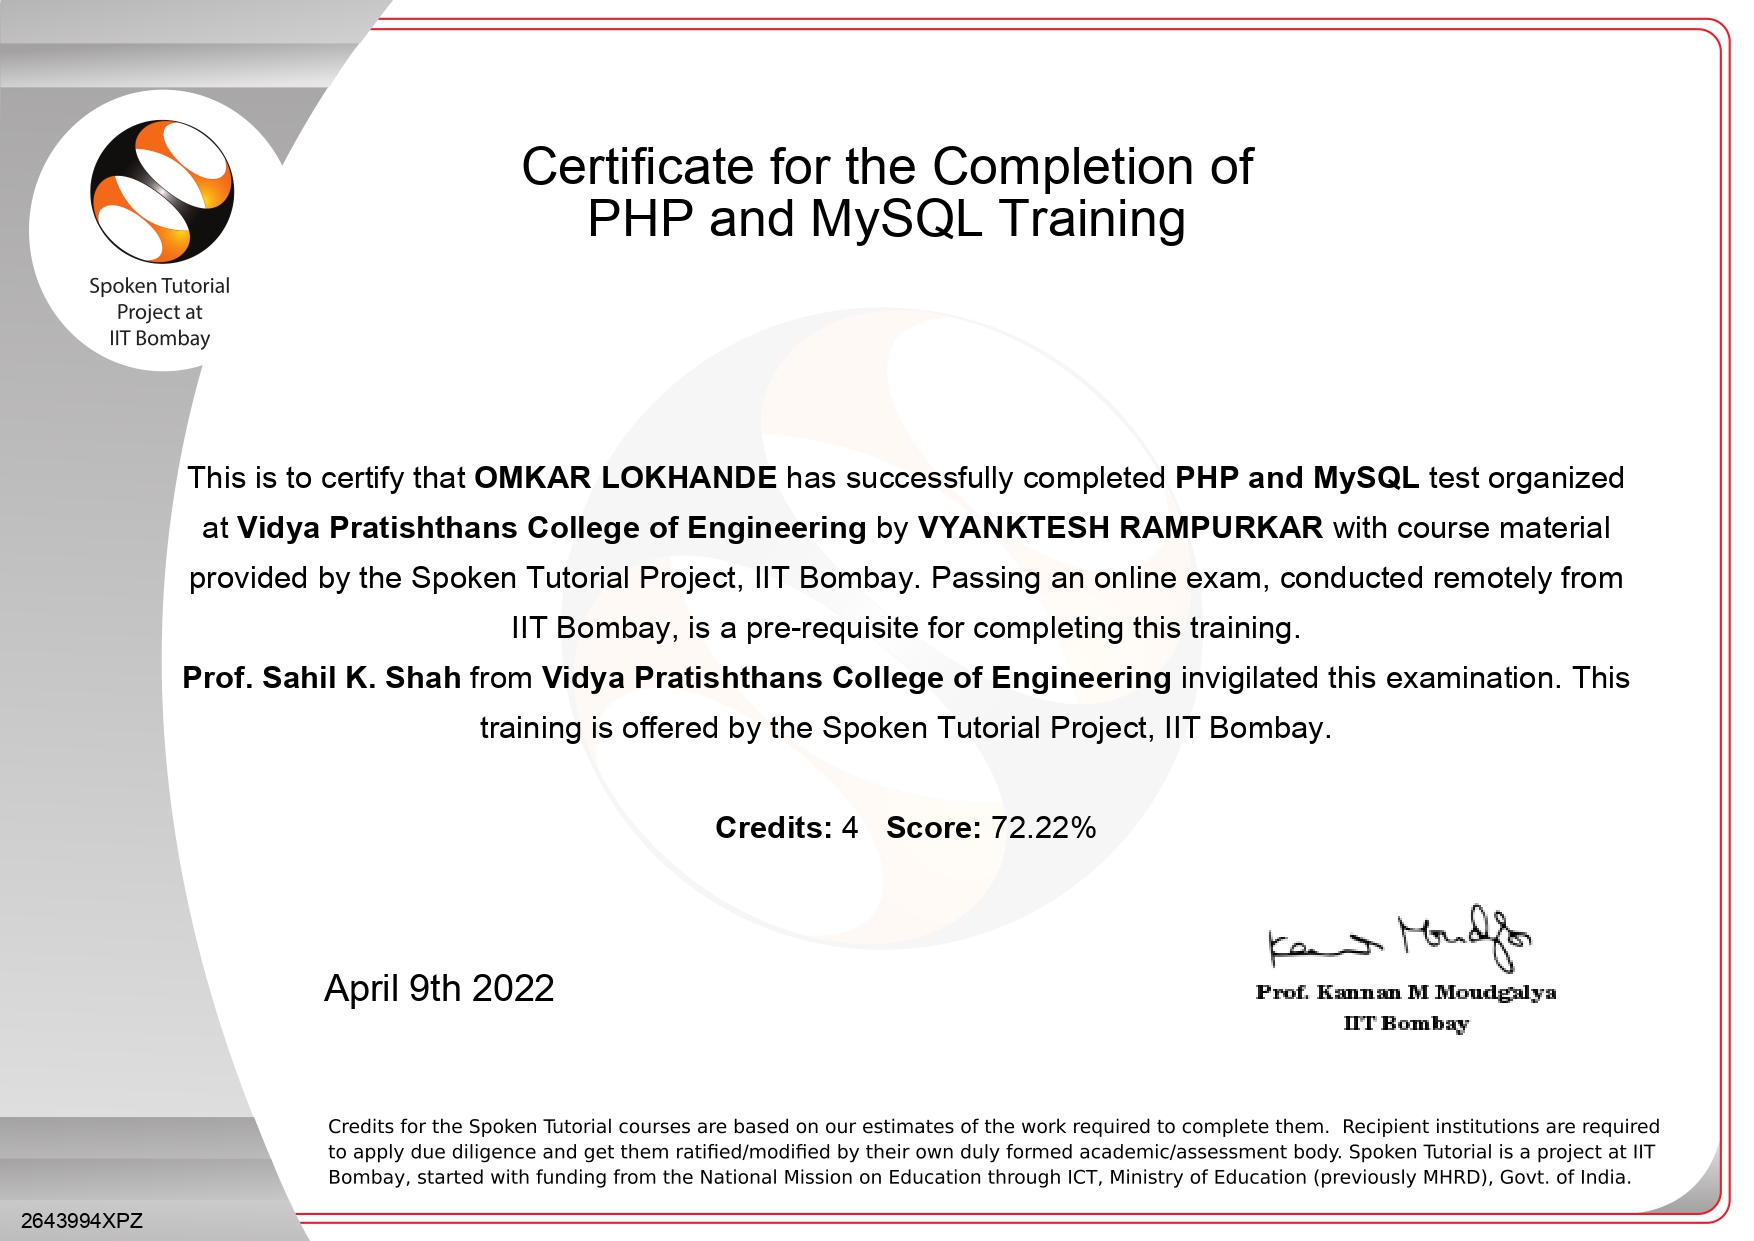 Certificate for the Completion of
PHP and MySQL Training
Spoken Tutorial
Project at
IIT Bombay
This is to certify that OMKAR LOKHANDE has successfully completed PHP and MySQL test organized
at Vidya Pratishthans College of Engineering by VYANKTESH RAMPURKAR with course material
provided by the Spoken Tutorial Project, IIT Bombay. Passing an online exam, conducted remotely from
IIT Bombay, is a pre-requisite for completing this training.
Prof. Sahil K. Shah from Vidya Pratishthans College of Engineering invigilated this examination. This
training is offered by the Spoken Tutorial Project, IIT Bombay.
Credits: 4 Score: 72.22%
April 9th 2022
Prof. Kannan M Moudgalya
IIT Bombay
Credits for the Spoken Tutorial courses are based on our estimates of the work required to complete them. Recipient institutions are required
to apply due diligence and get them ratified/modified by their own duly formed academic/assessment body. Spoken Tutorial is a project at IIT
Bombay, started with funding from the National Mission on Education through ICT, Ministry of Education (previously MHRD), Govt. of India.
2643994XPZ